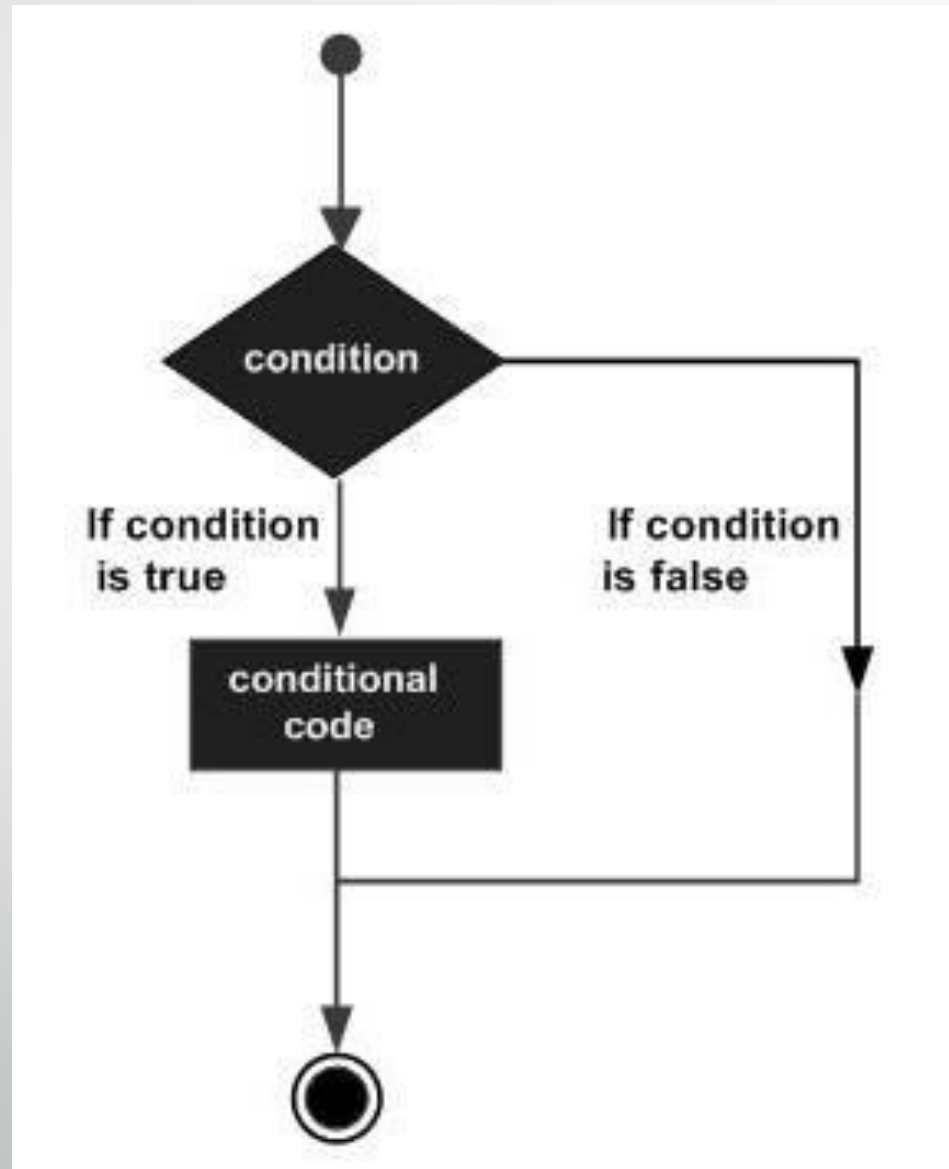 condition
If condition
is true
If condition
is false
conditional
code